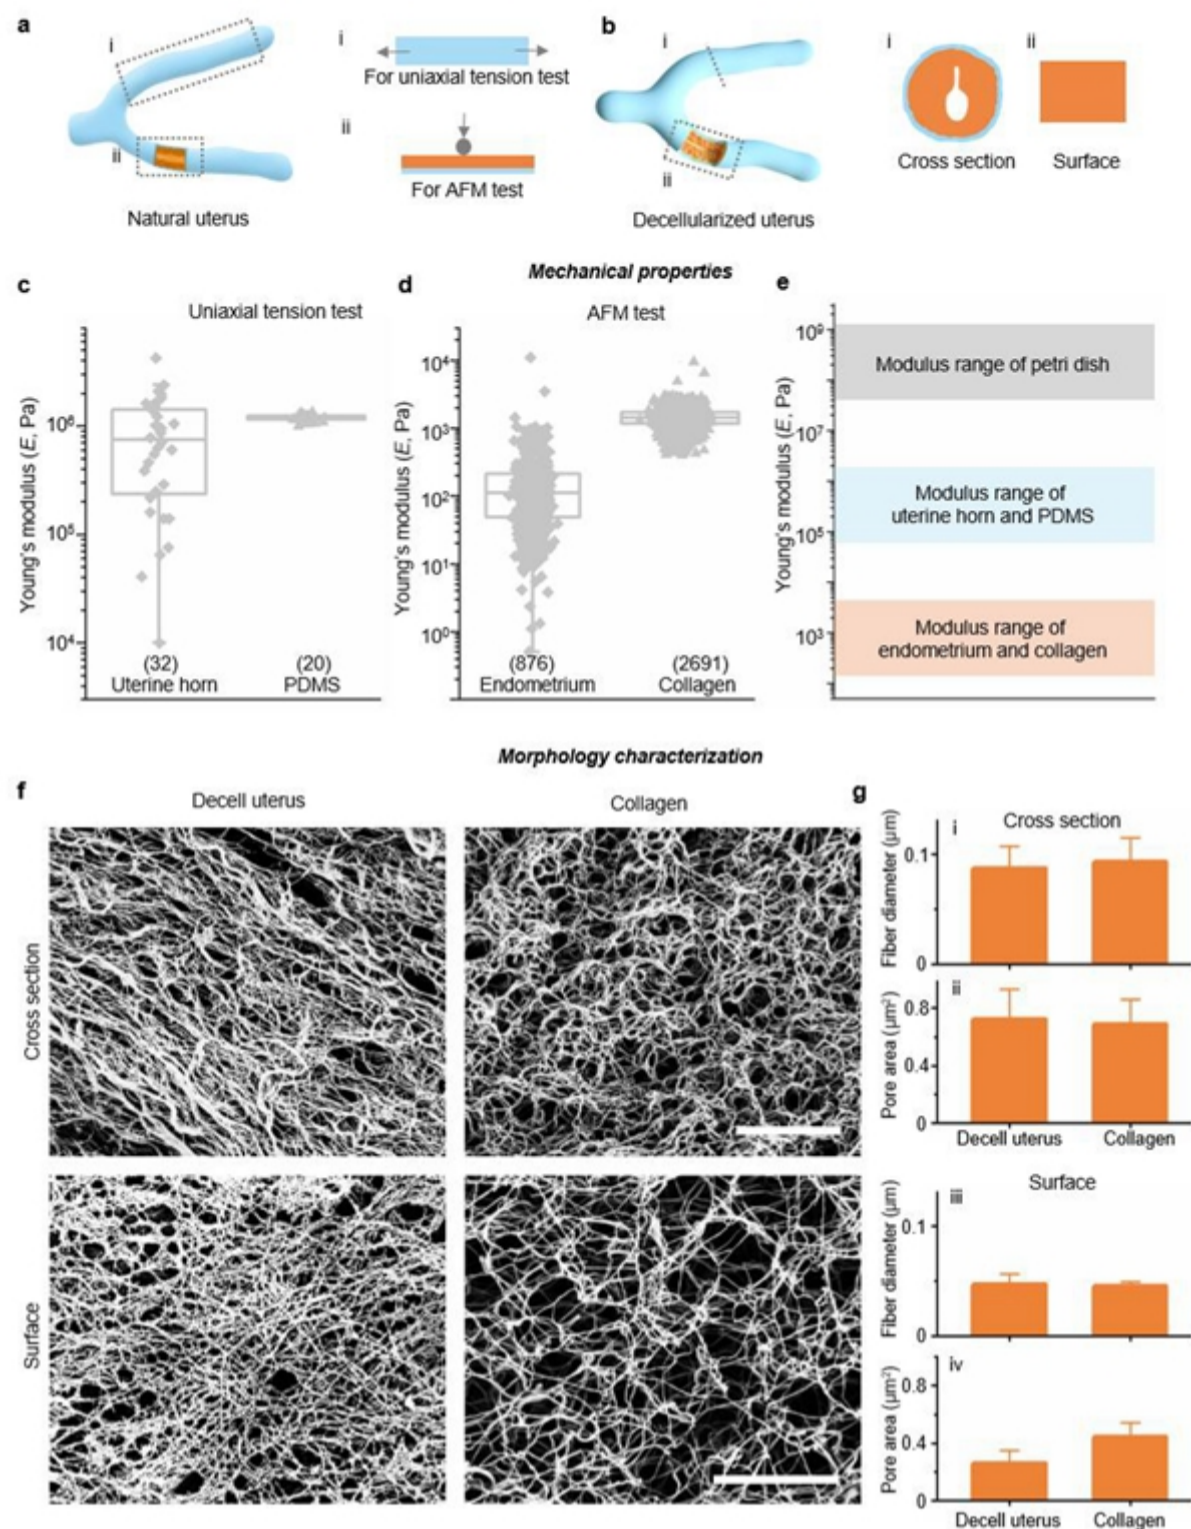 a
i
ii
Natural uterus
i
For uniaxial tension test
ii
For AFM test
b
i
ii
Decellularized uterus
i
Cross section
ii
Surface
Mechanical properties
c
Uniaxial tension test
Young's modulus (E, Pa)
10⁶
10⁵
10⁴
(32)
Uterine horn
(20)
PDMS
d
AFM test
Young's modulus (E, Pa)
10⁴
10³
10²
10¹
10⁰
(876)
Endometrium
(2691)
Collagen
e
Young's modulus (E, Pa)
10⁹
10⁷
10⁵
10³
Modulus range of petri dish
Modulus range of
uterine horn and PDMS
Modulus range of
endometrium and collagen
Morphology characterization
f
Decell uterus
Collagen
Cross section
Surface
g
i
Cross section
Fiber diameter (μm)
0.1
0
ii
Pore area (μm²)
0.8
0.4
0
Decell uterus
Collagen
iii
Surface
Fiber diameter (μm)
0.1
0
iv
Pore area (μm²)
0.8
0.4
0
Decell uterus
Collagen